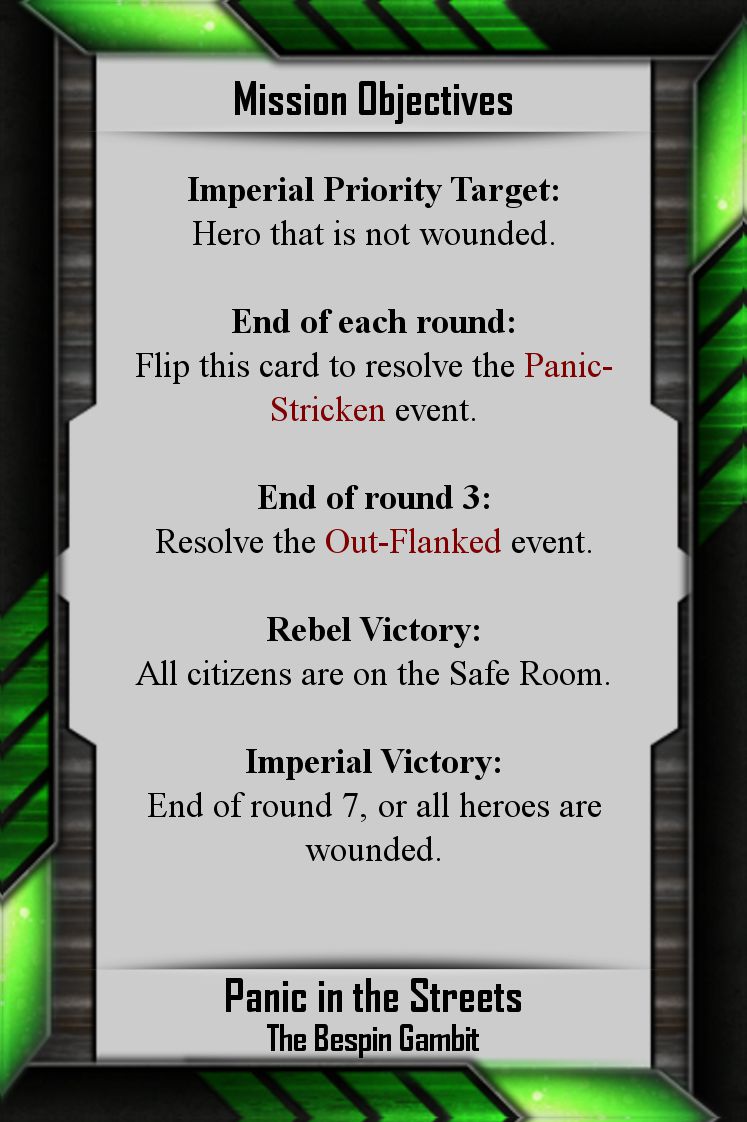 Mission Objectives
Imperial Priority Target:
Hero that is not wounded.
End of each round:
Flip this card to resolve the Panic-
Stricken event.
End of round 3:
Resolve the Out-Flanked event.
Rebel Victory:
All citizens are on the Safe Room.
Imperial Victory:
End of round 7, or all heroes are
wounded.
Panic in the Streets
The Bespin Gambit